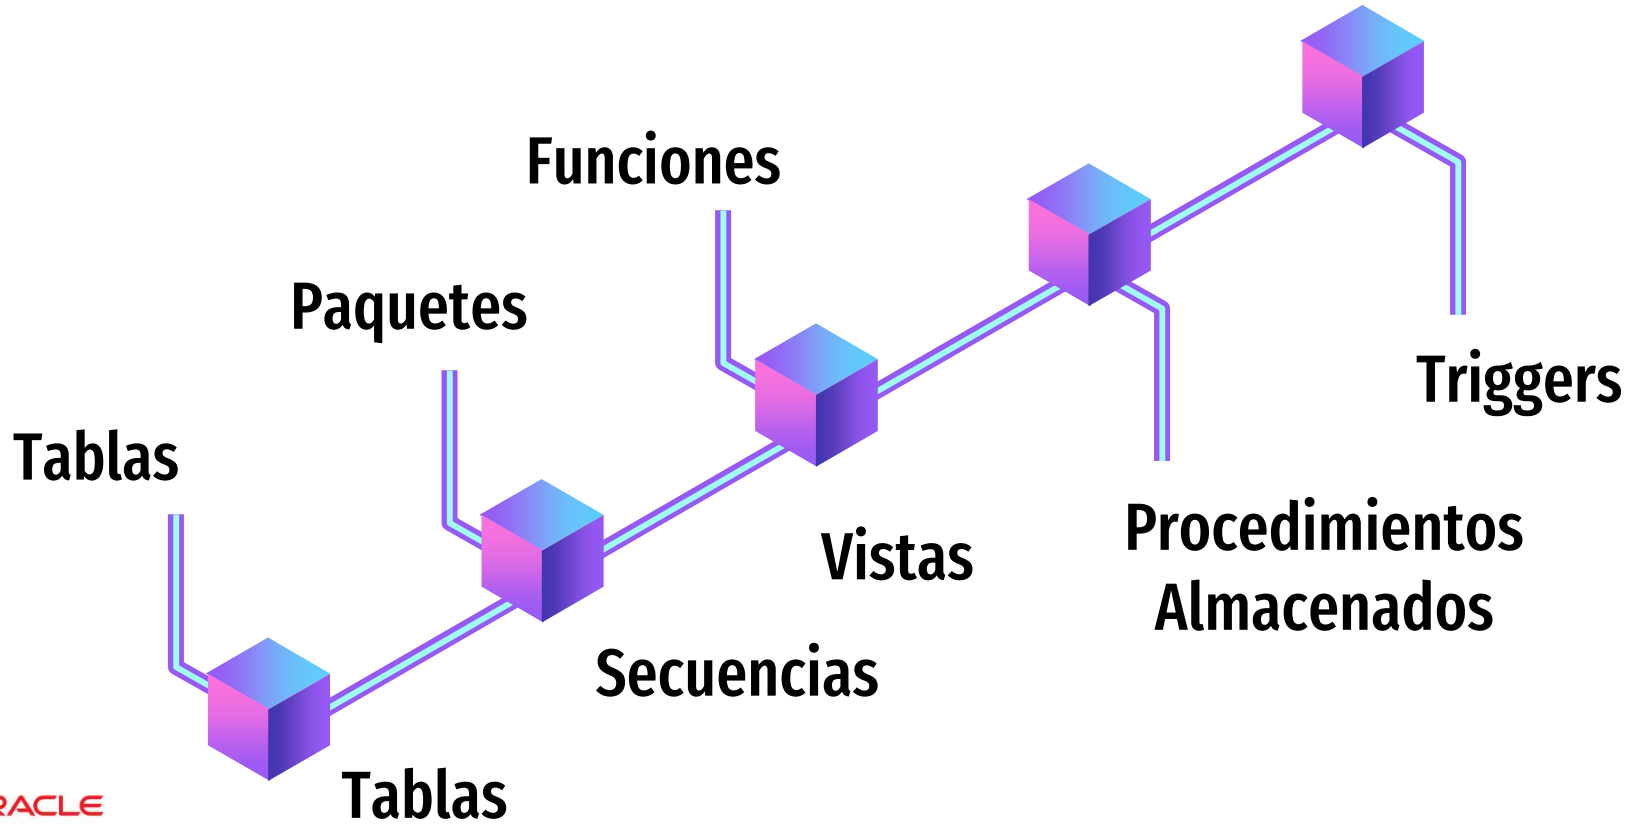 Funciones
Paquetes
Triggers
Tablas
Vistas
Procedimientos
Almacenados
Secuencias
Tablas
RACLE